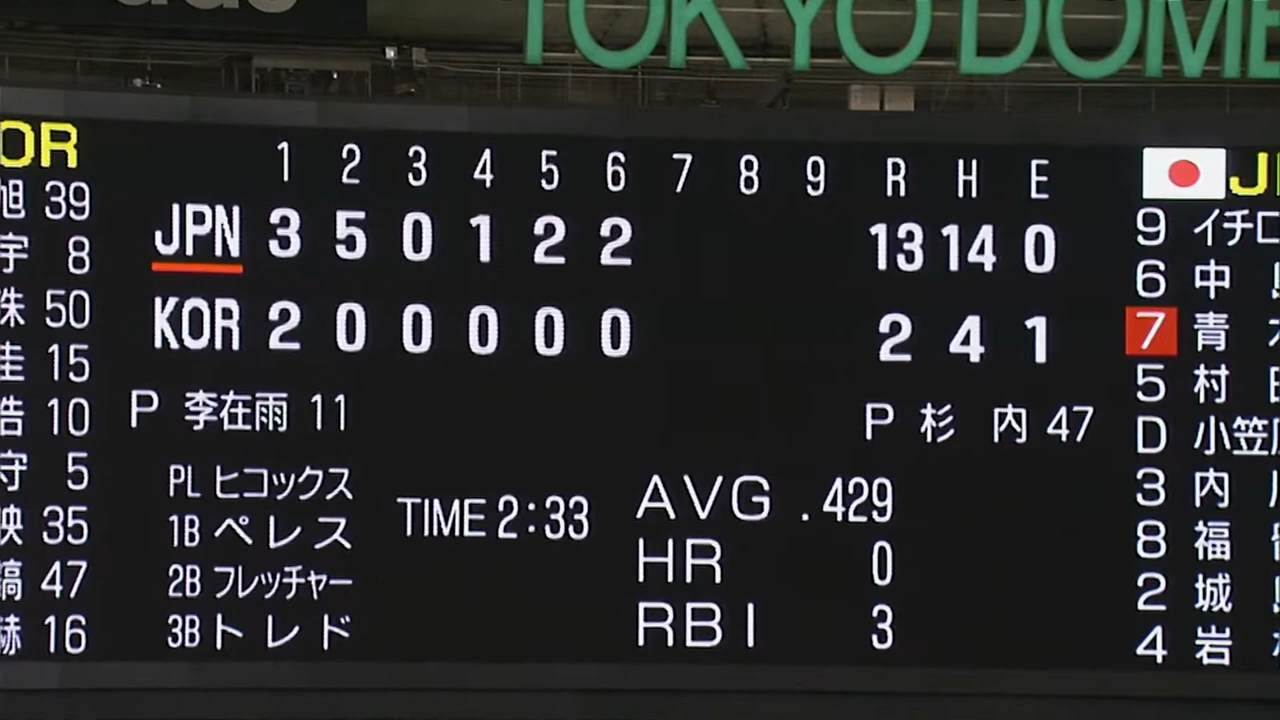 TOKYO DOME
OR
1 2 3 4 5 6 7 8 9 R H E
JPN 3 5 0 1 2 2 13 14 0
KOR 2 0 0 0 0 0 2 4 1
旭 39
宇 8
珠 50
圭 15
浩 10
守 5
映 35
鎬 47
赫 16
P 李在雨 11
P 杉内 47
PL ヒコックス
1B ペレス
2B フレッチャー
3B トレド
TIME 2:33
AVG .429
HR 0
RBI 3
9 イチロ
6 中
7 青
5 村
D 小笠
3 内
8 福
2 城
4 岩